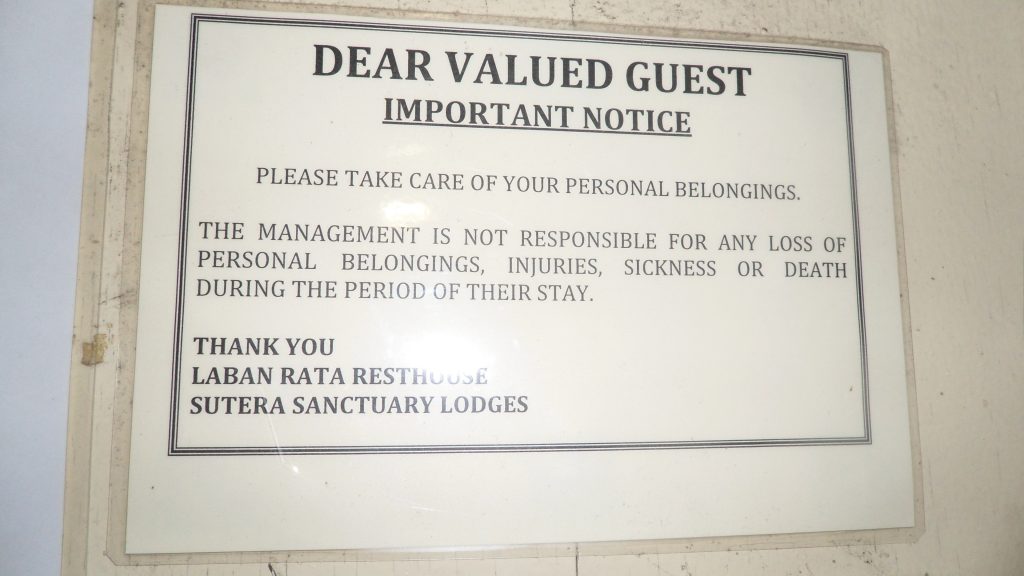 DEAR VALUED GUEST
IMPORTANT NOTICE
PLEASE TAKE CARE OF YOUR PERSONAL BELONGINGS.
THE MANAGEMENT IS NOT RESPONSIBLE FOR ANY LOSS OF
PERSONAL BELONGINGS, INJURIES, SICKNESS OR DEATH
DURING THE PERIOD OF THEIR STAY.
THANK YOU
LABAN RATA RESTHOUSE
SUTERA SANCTUARY LODGES